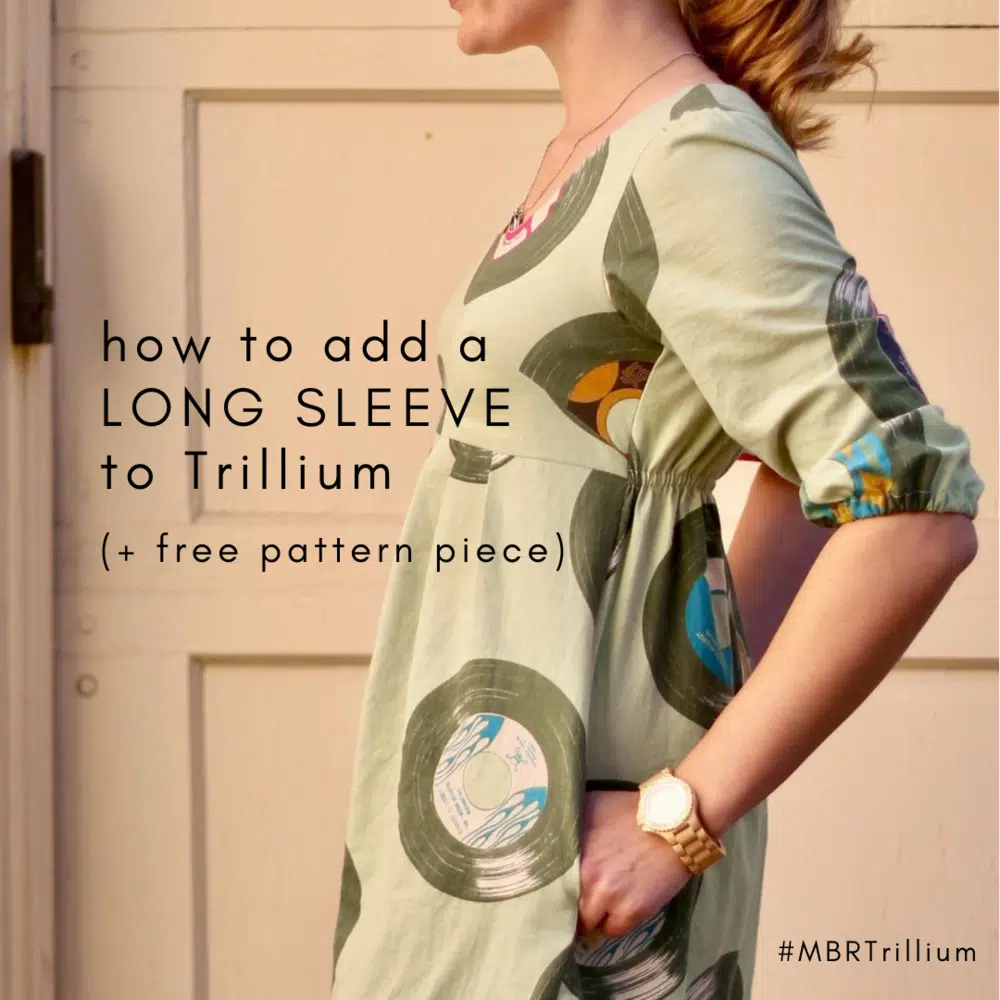 how to add a
LONG SLEEVE
to Trillium
(+ free pattern piece)
#MBRTrillium